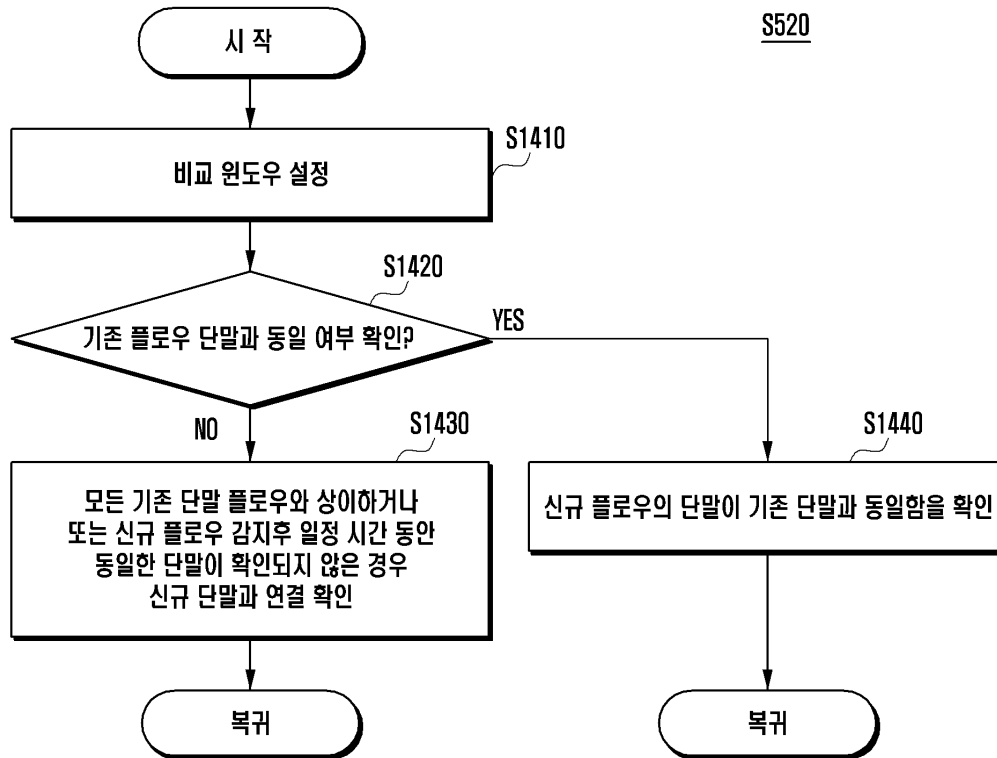 시 작
S520
S1410
비교 윈도우 설정
S1420
기존 플로우 단말과 동일 여부 확인?
YES
NO
S1430
모든 기존 단말 플로우와 상이하거나
또는 신규 플로우 감지후 일정 시간 동안
동일한 단말이 확인되지 않은 경우
신규 단말과 연결 확인
S1440
신규 플로우의 단말이 기존 단말과 동일함을 확인
복귀
복귀